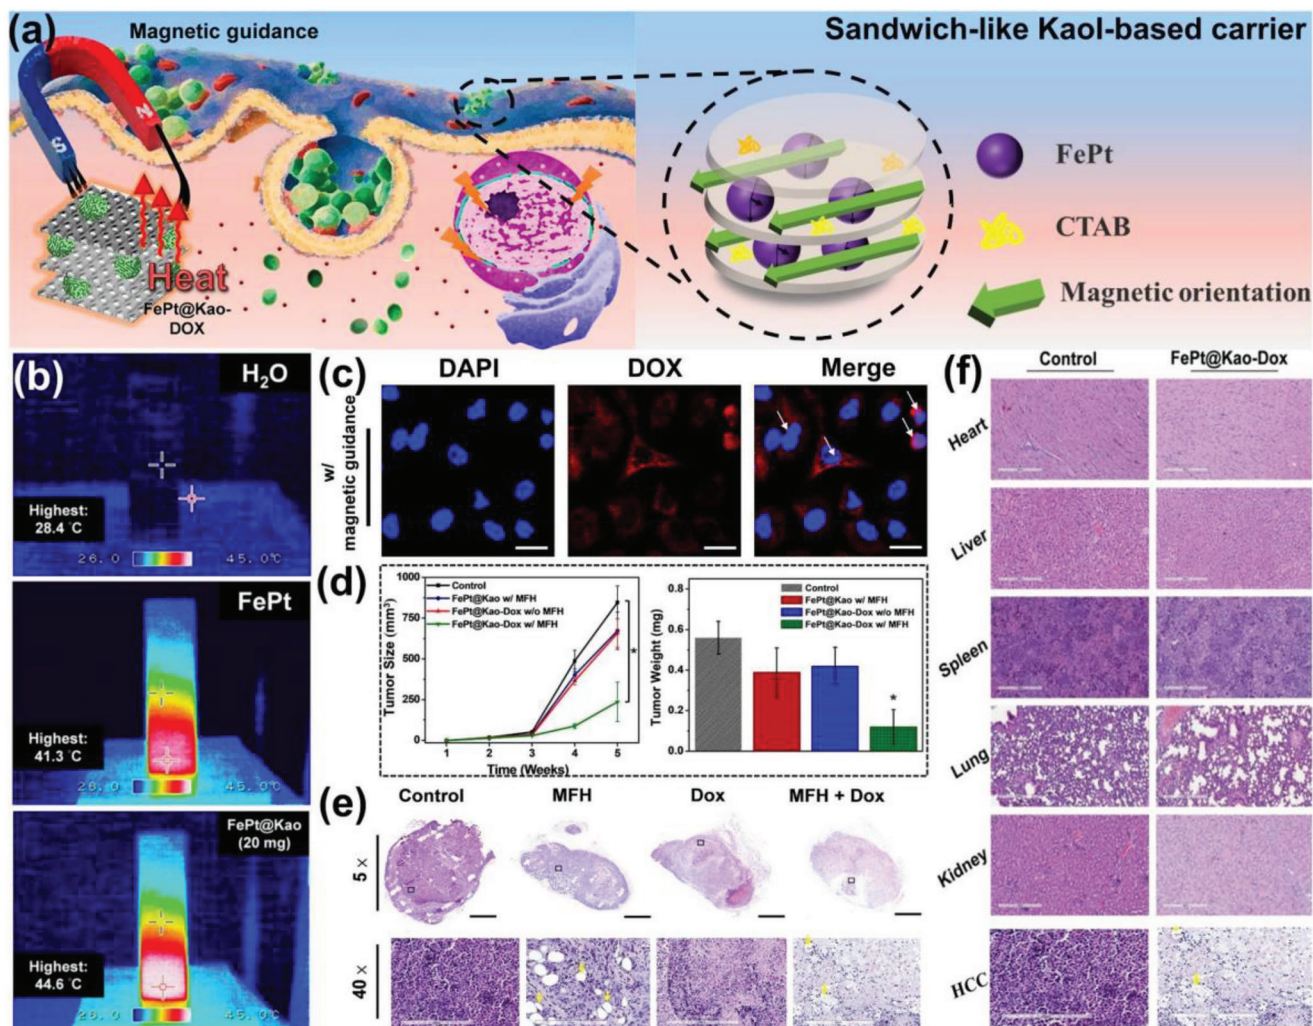 (a)
Magnetic guidance
Sandwich-like Kaol-based carrier
N
S
Heat
FePt@Kao-
DOX
FePt
CTAB
Magnetic orientation
(b)
H₂O
Highest:
28.4 °C
26.0 45.0°C
FePt
Highest:
41.3 °C
26.0 45.0°C
FePt@Kao
(20 mg)
Highest:
44.6 °C
26.0 45.0°C
(c)
DAPI DOX Merge
w/
magnetic guidance
(d)
Tumor Size (mm³)
1000
750
500
250
0
1 2 3 4 5
Time (Weeks)
Control
FePt@Kao w/ MFH
FePt@Kao-Dox w/o MFH
FePt@Kao-Dox w/ MFH
*
Tumor Weight (mg)
0.8
0.6
0.4
0.2
0.0
Control
FePt@Kao w/ MFH
FePt@Kao-Dox w/o MFH
FePt@Kao-Dox w/ MFH
*
(e)
Control MFH Dox MFH + Dox
5 ×
40 ×
(f)
Control FePt@Kao-Dox
Heart
Liver
Spleen
Lung
Kidney
HCC